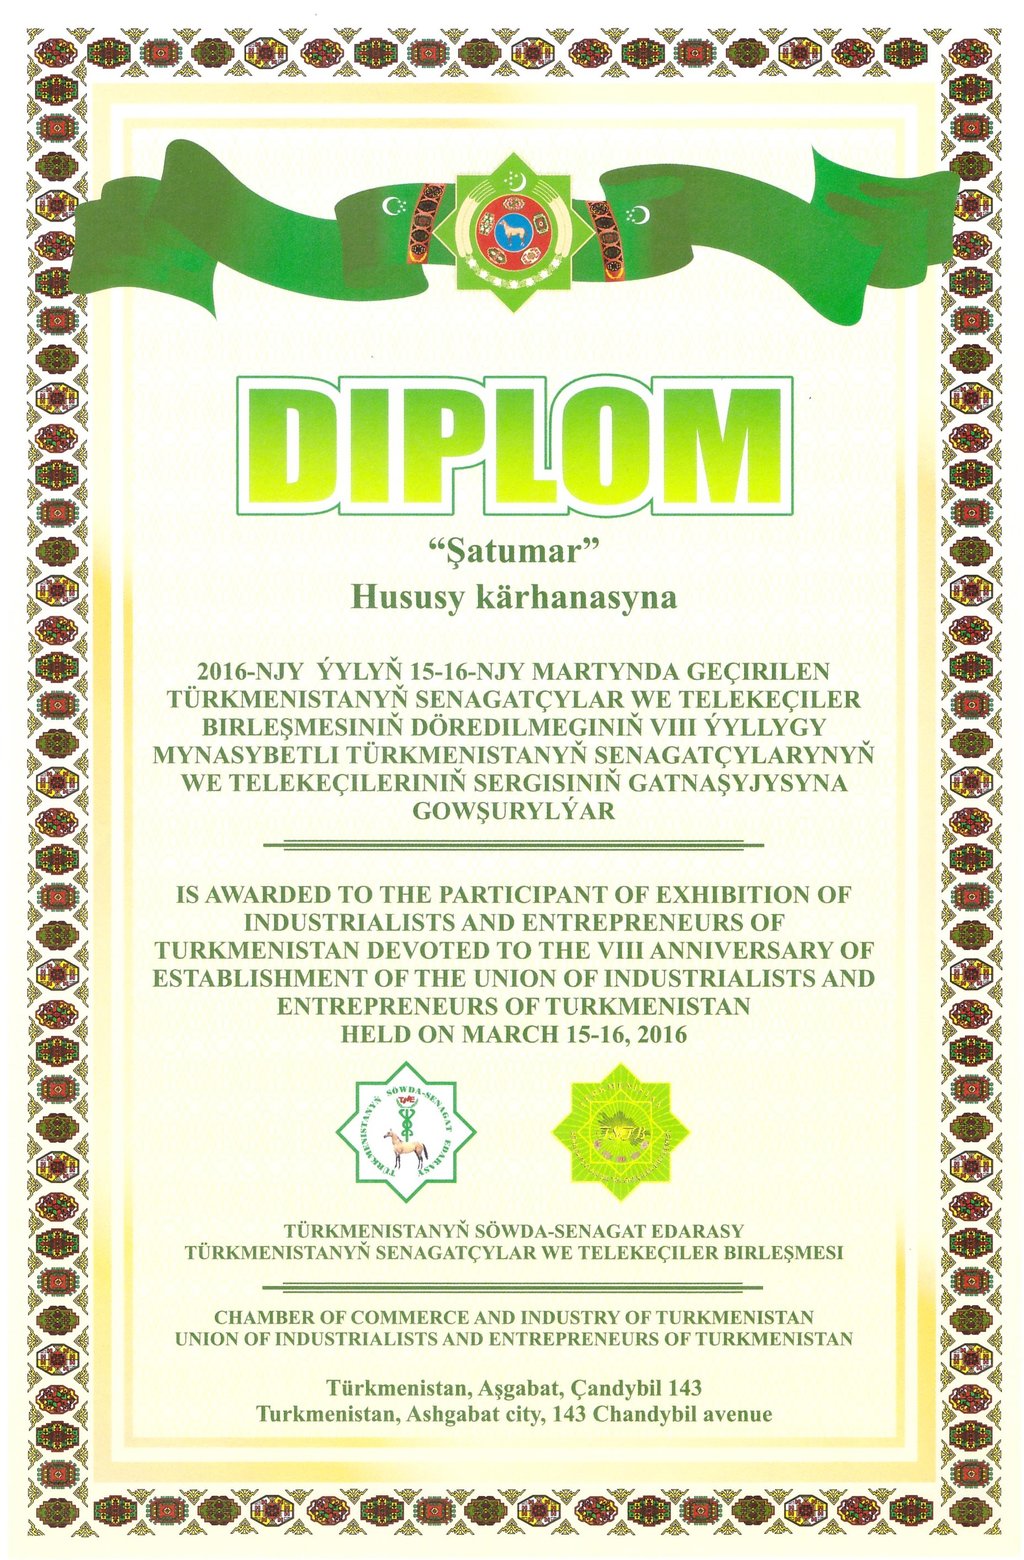 DIPLOM
“Şatumar”
Hususy kärhanasyna
2016-NJY ÝYLYŇ 15-16-NJY MARTYNDA GEÇIRILEN
TÜRKMENISTANYŇ SENAGATÇYLAR WE TELEKEÇILER
BIRLEŞMESINIŇ DÖREDILMEGINIŇ VIII ÝYLLYGY
MYNASYBETLI TÜRKMENISTANYŇ SENAGATÇYLARYNYŇ
WE TELEKEÇILERINIŇ SERGISINIŇ GATNAŞYJYSYNA
GOWŞURYLÝAR
IS AWARDED TO THE PARTICIPANT OF EXHIBITION OF
INDUSTRIALISTS AND ENTREPRENEURS OF
TURKMENISTAN DEVOTED TO THE VIII ANNIVERSARY OF
ESTABLISHMENT OF THE UNION OF INDUSTRIALISTS AND
ENTREPRENEURS OF TURKMENISTAN
HELD ON MARCH 15-16, 2016
TÜRKMENISTANYŇ SÖWDA-SENAGAT EDARASY
TÜRKMENISTANYŇ SÖWDA-SENAGAT EDARASY
TÜRKMENISTANYŇ SENAGATÇYLAR WE TELEKEÇILER BIRLEŞMESI
CHAMBER OF COMMERCE AND INDUSTRY OF TURKMENISTAN
UNION OF INDUSTRIALISTS AND ENTREPRENEURS OF TURKMENISTAN
Türkmenistan, Aşgabat, Çandybil 143
Turkmenistan, Ashgabat city, 143 Chandybil avenue